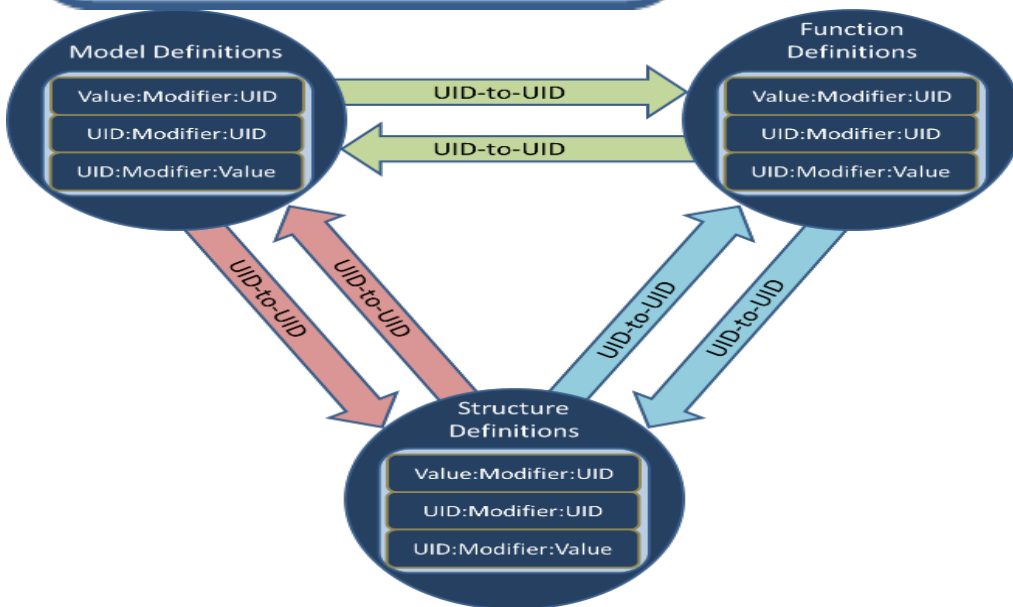 Model Definitions
Value:Modifier:UID
UID:Modifier:UID
UID:Modifier:Value
UID-to-UID
UID-to-UID
Function
Definitions
Value:Modifier:UID
UID:Modifier:UID
UID:Modifier:Value
UID-to-UID
UID-to-UID
UID-to-UID
UID-to-UID
Structure
Definitions
Value:Modifier:UID
UID:Modifier:UID
UID:Modifier:Value